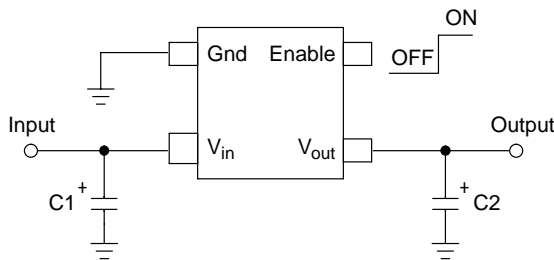 ON
Gnd Enable
OFF
Input
Output
Vin
Vout
C1
+
+
C2